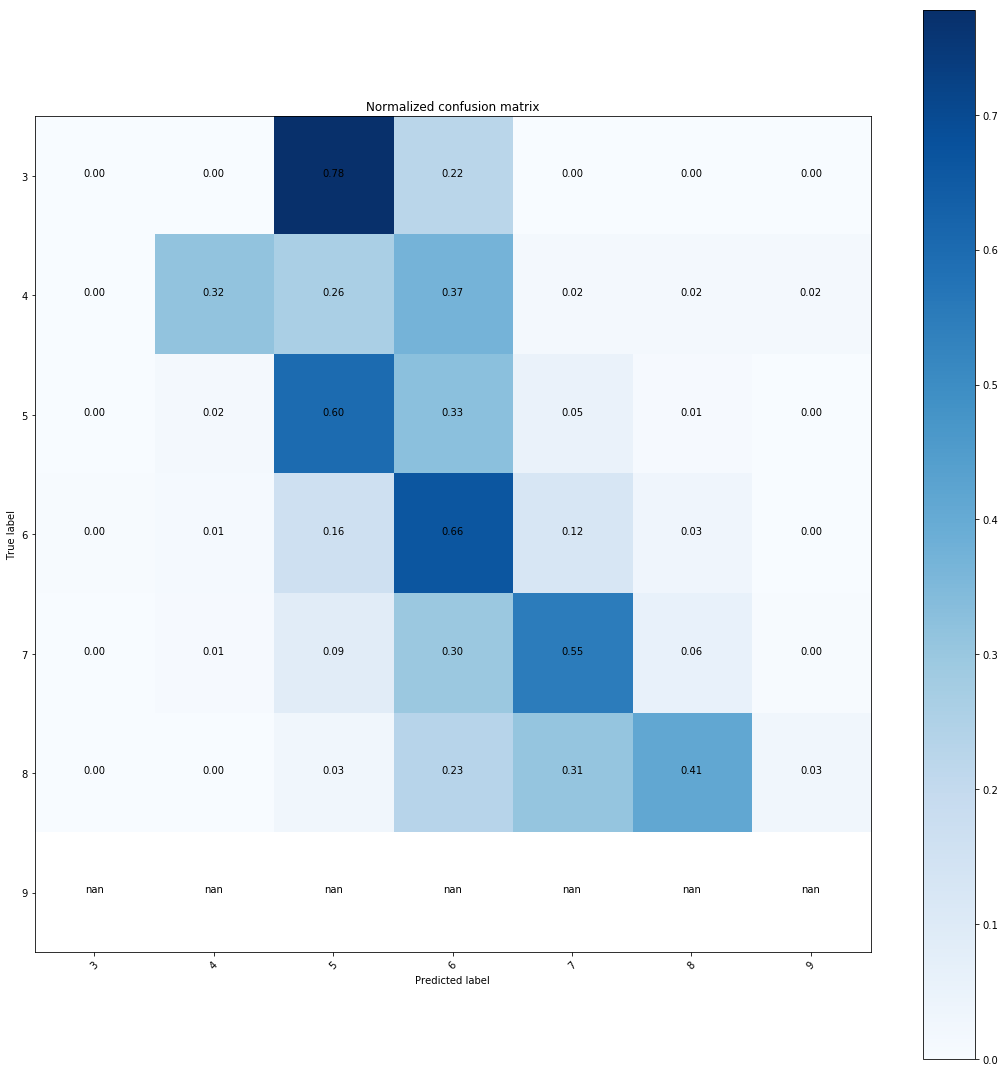 Normalized confusion matrix
3 0.00 0.00 0.78 0.22 0.00 0.00 0.00
4 0.00 0.32 0.26 0.37 0.02 0.02 0.02
5 0.00 0.02 0.60 0.33 0.05 0.01 0.00
6 0.00 0.01 0.16 0.66 0.12 0.03 0.00
7 0.00 0.01 0.09 0.30 0.55 0.06 0.00
8 0.00 0.00 0.03 0.23 0.31 0.41 0.03
9 nan nan nan nan nan nan nan
True label
3 4 5 6 7 8 9
Predicted label
0.7
0.6
0.5
0.4
0.3
0.2
0.1
0.0